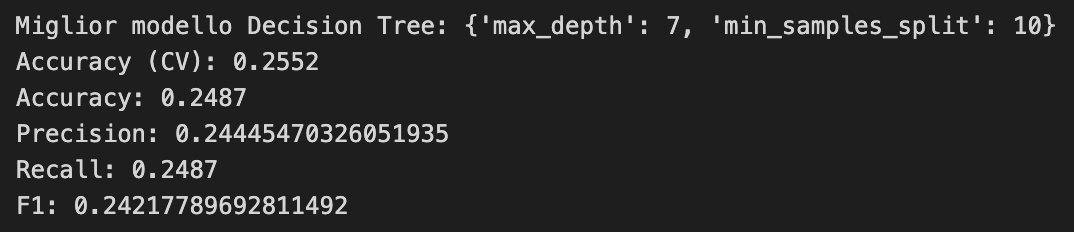 Miglior modello Decision Tree: {'max_depth': 7, 'min_samples_split': 10}
Accuracy (CV): 0.2552
Accuracy: 0.2487
Precision: 0.24445470326051935
Recall: 0.2487
F1: 0.24217789692811492